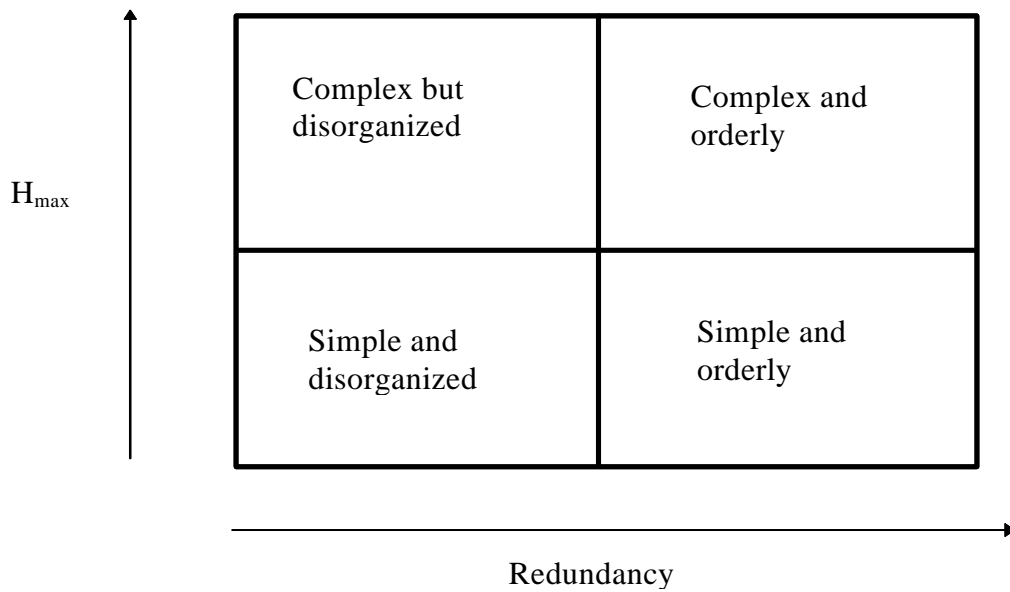 Complex but
disorganized
Complex and
orderly
Hmax
Simple and
disorganized
Simple and
orderly
Redundancy